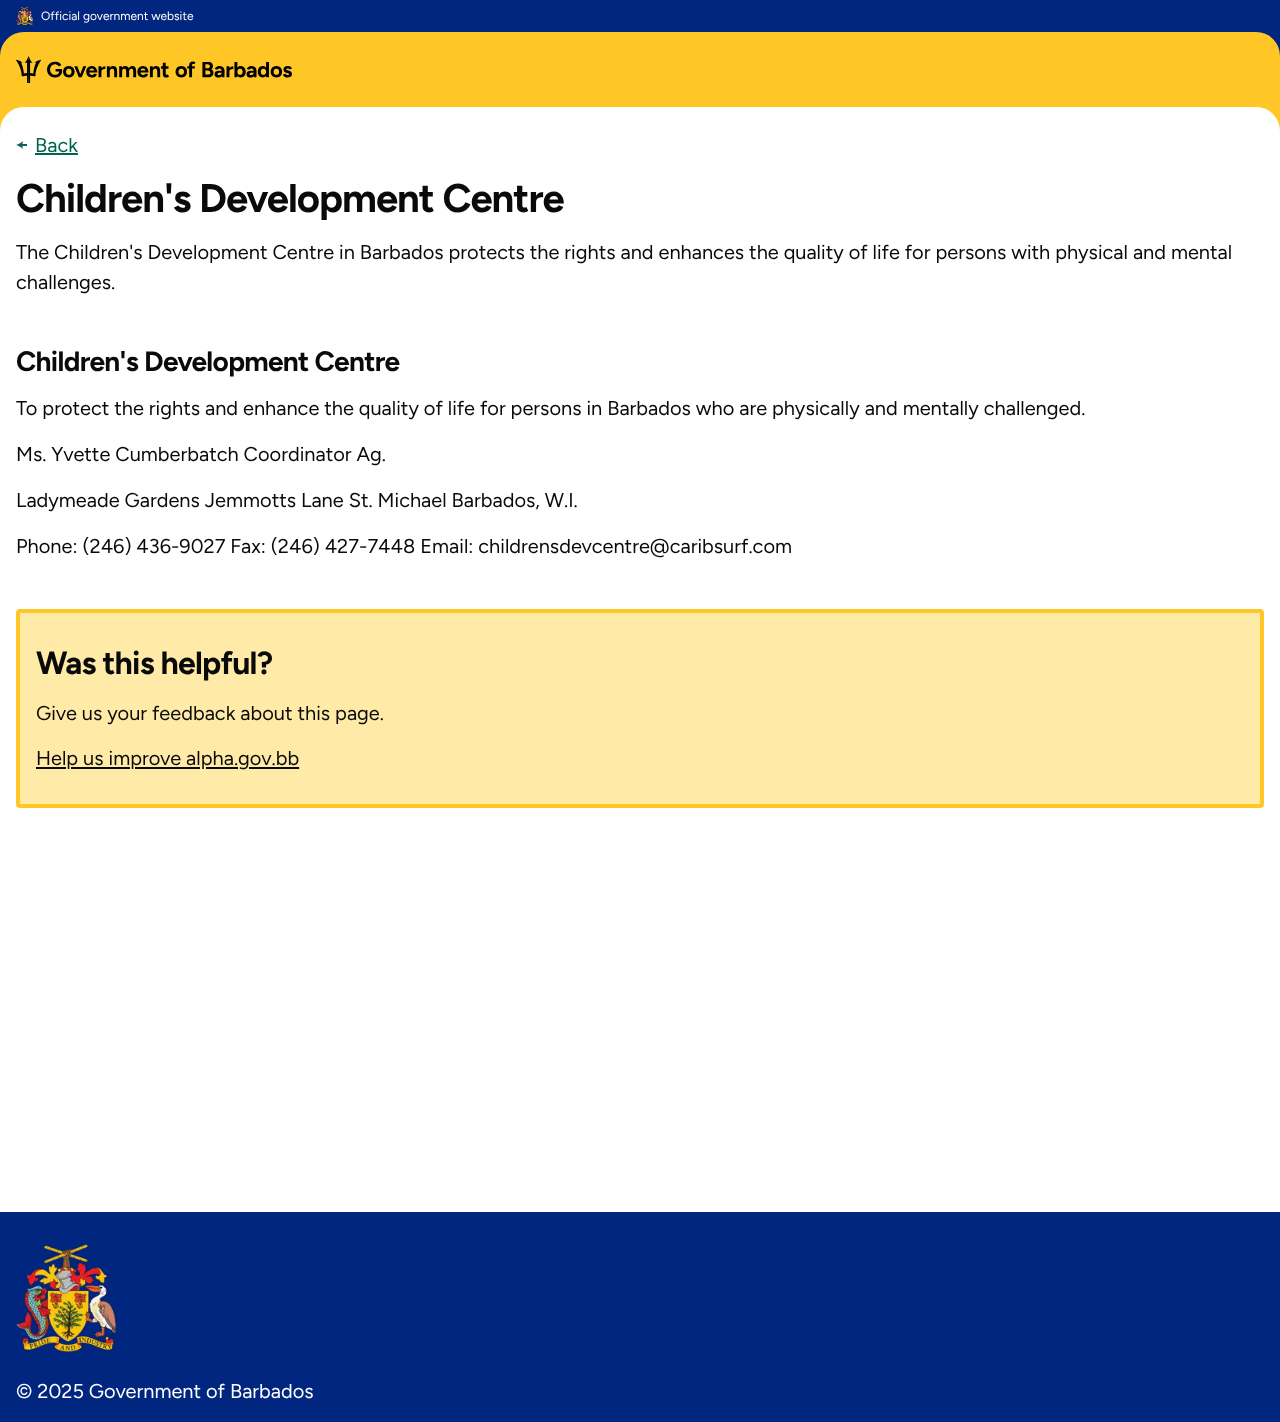 Official government website
Government of Barbados
Back
Children's Development Centre
The Children's Development Centre in Barbados protects the rights and enhances the quality of life for persons with physical and mental
challenges.
Children's Development Centre
To protect the rights and enhance the quality of life for persons in Barbados who are physically and mentally challenged.
Ms. Yvette Cumberbatch Coordinator Ag.
Ladymeade Gardens Jemmotts Lane St. Michael Barbados, W.I.
Phone: (246) 436-9027 Fax: (246) 427-7448 Email: childrensdevcentre@caribsurf.com
Was this helpful?
Give us your feedback about this page.
Help us improve alpha.gov.bb
PRIDE AND INDUSTRY
© 2025 Government of Barbados